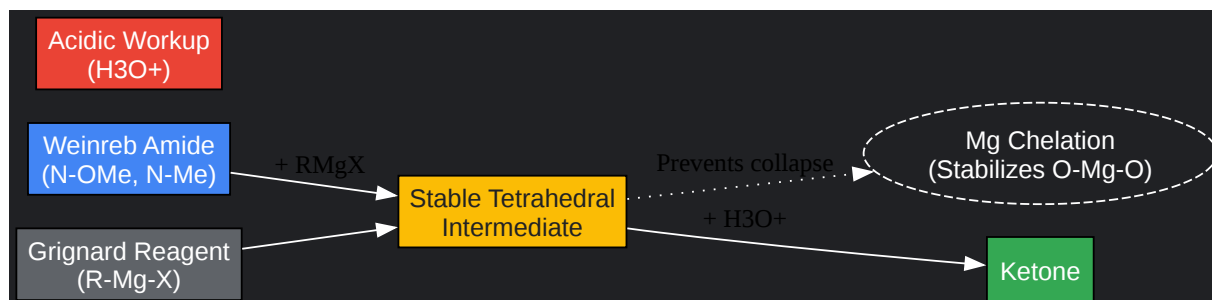 Acidic Workup
(H3O+)
Weinreb Amide
(N-OMe, N-Me)
+ RMgX
Grignard Reagent
(R-Mg-X)
Stable Tetrahedral
Intermediate
Prevents collapse
+ H3O+
Mg Chelation
(Stabilizes O-Mg-O)
Ketone